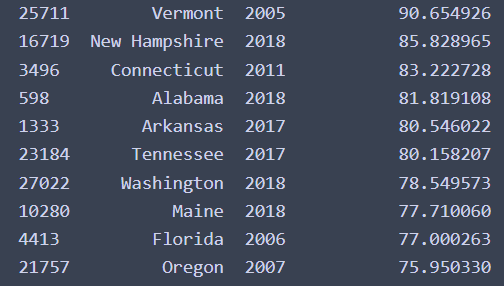 25711 Vermont 2005 90.654926
16719 New Hampshire 2018 85.828965
3496 Connecticut 2011 83.222728
598 Alabama 2018 81.819108
1333 Arkansas 2017 80.546022
23184 Tennessee 2017 80.158207
27022 Washington 2018 78.549573
10280 Maine 2018 77.710060
4413 Florida 2006 77.000263
21757 Oregon 2007 75.950330